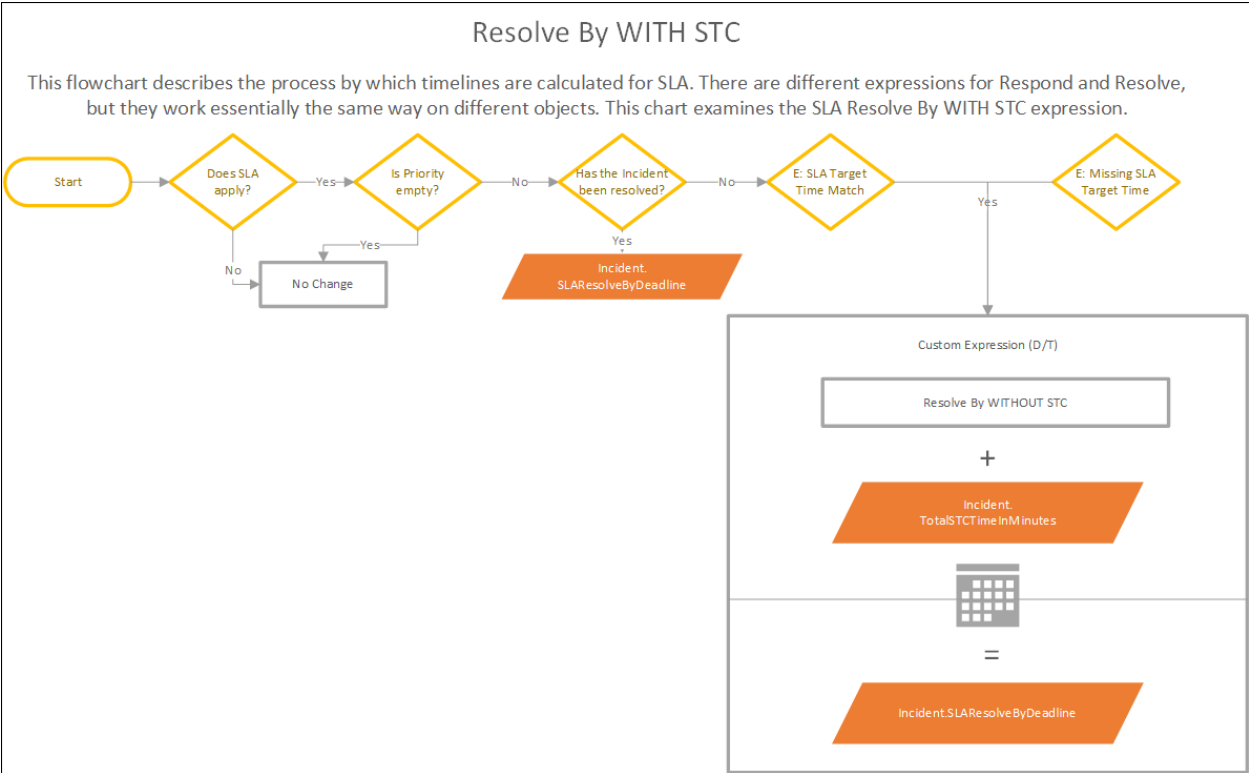 Resolve By WITH STC
This flowchart describes the process by which timelines are calculated for SLA. There are different expressions for Respond and Resolve,
but they work essentially the same way on different objects. This chart examines the SLA Resolve By WITH STC expression.
Start
Does SLA
apply?
Yes
Is Priority
empty?
No
Has the Incident
been resolved?
No
E: SLA Target
Time Match
Yes
E: Missing SLA
Target Time
No
Yes
Yes
No Change
Incident.
SLAResolveByDeadline
Custom Expression (D/T)
Resolve By WITHOUT STC
+
Incident.
TotalSTCTimeInMinutes
=
Incident.SLAResolveByDeadline